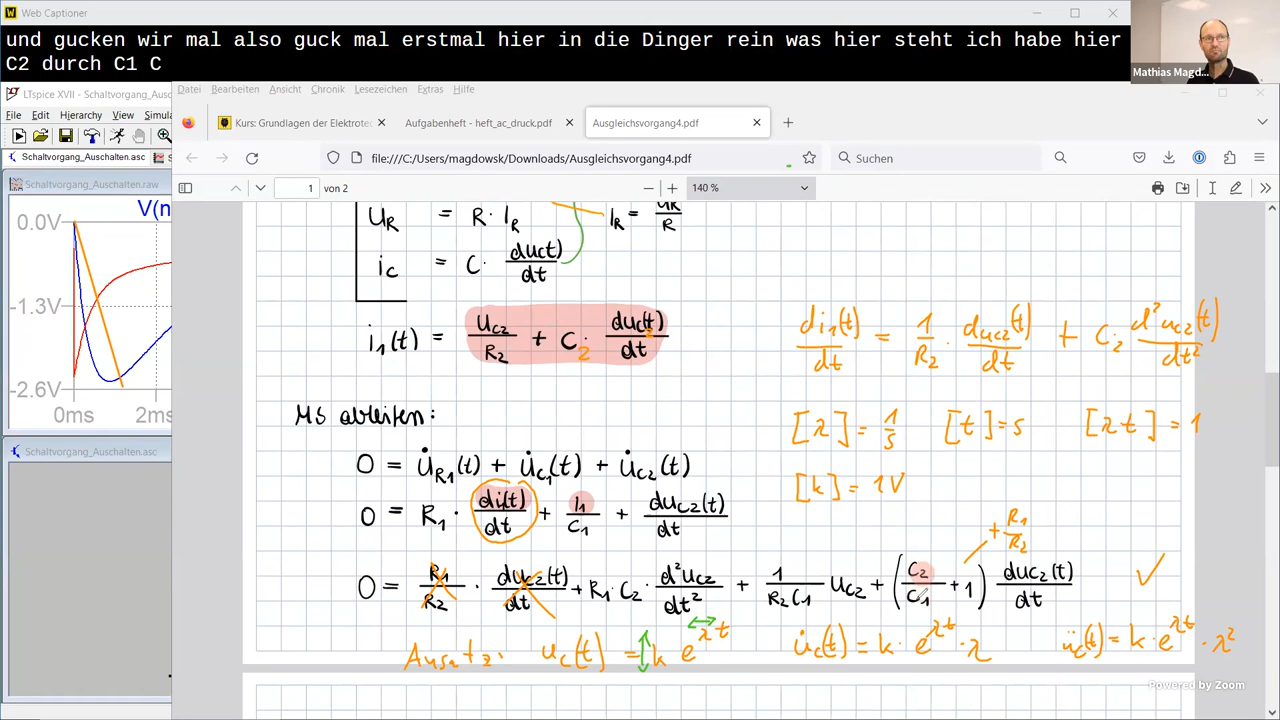 Web Captioner
und gucken wir mal also guck mal erstmal hier in die Dinger rein was hier steht ich habe hier
C2 durch C1 C
Mathias Magd...
LTspice XVII - Schaltvorgang_Aus
File Edit Hierarchy View Simula
Schaltvorgang_Auschalten.asc
Schaltvorgang_Auschalten.raw
V(n
0.0V
-1.3V
-2.6V
0ms 2ms
Schaltvorgang_Auschalten.asc
Datei Bearbeiten Ansicht Chronik Lesezeichen Extras Hilfe
Kurs: Grundlagen der Elektrotec
Aufgabenheft - heft_ac_druck.pdf
Ausgleichsvorgang4.pdf
file:///C:/Users/magdowsk/Downloads/Ausgleichsvorgang4.pdf
Suchen
1 von 2
140 %
u_R = R · I_R I_R = u_R/R
i_C = C · du_C(t)/dt
i_1(t) = u_C2/R_2 + C_2 · du_C2(t)/dt
di_1(t)/dt = 1/R_2 · du_C2(t)/dt + C_2 d²u_C2(t)/dt²
MS ableiten:
[λ] = 1/s [t] = s [λt] = 1
0 = u̇_R1(t) + u̇_C1(t) + u̇_C2(t)
[k] = 1V
0 = R_1 · di_1(t)/dt + i_1/C_1 + du_C2(t)/dt
+ R_1/R_2
0 = R_1/R_2 · du_C2(t)/dt + R_1 · C_2 · d²u_C2/dt² + 1/(R_2 C_1) u_C2 + (C_2/C_1 + 1) du_C2(t)/dt ✓
Ansatz: u_C(t) = k e^λt u̇_C(t) = k · e^λt · λ ü_C(t) = k · e^λt · λ²
Powered by Zoom